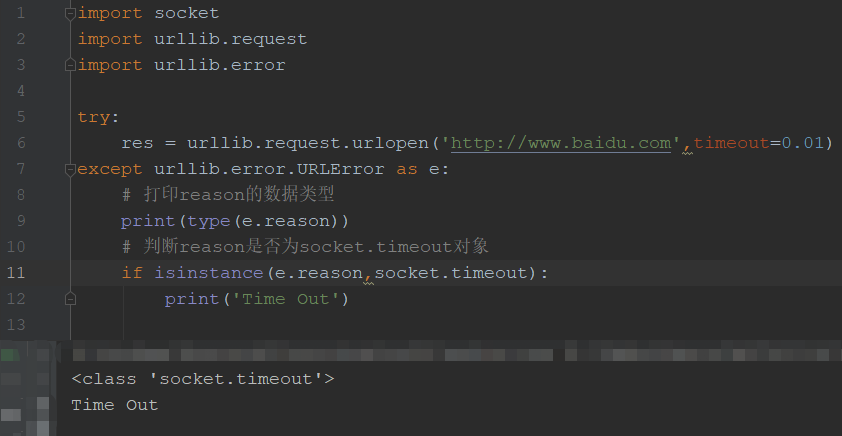 1 import socket
2 import urllib.request
3 import urllib.error
4
5 try:
6     res = urllib.request.urlopen('http://www.baidu.com',timeout=0.01)
7 except urllib.error.URLError as e:
8     # 打印reason的数据类型
9     print(type(e.reason))
10     # 判断reason是否为socket.timeout对象
11     if isinstance(e.reason,socket.timeout):
12         print('Time Out')
13
<class 'socket.timeout'>
Time Out